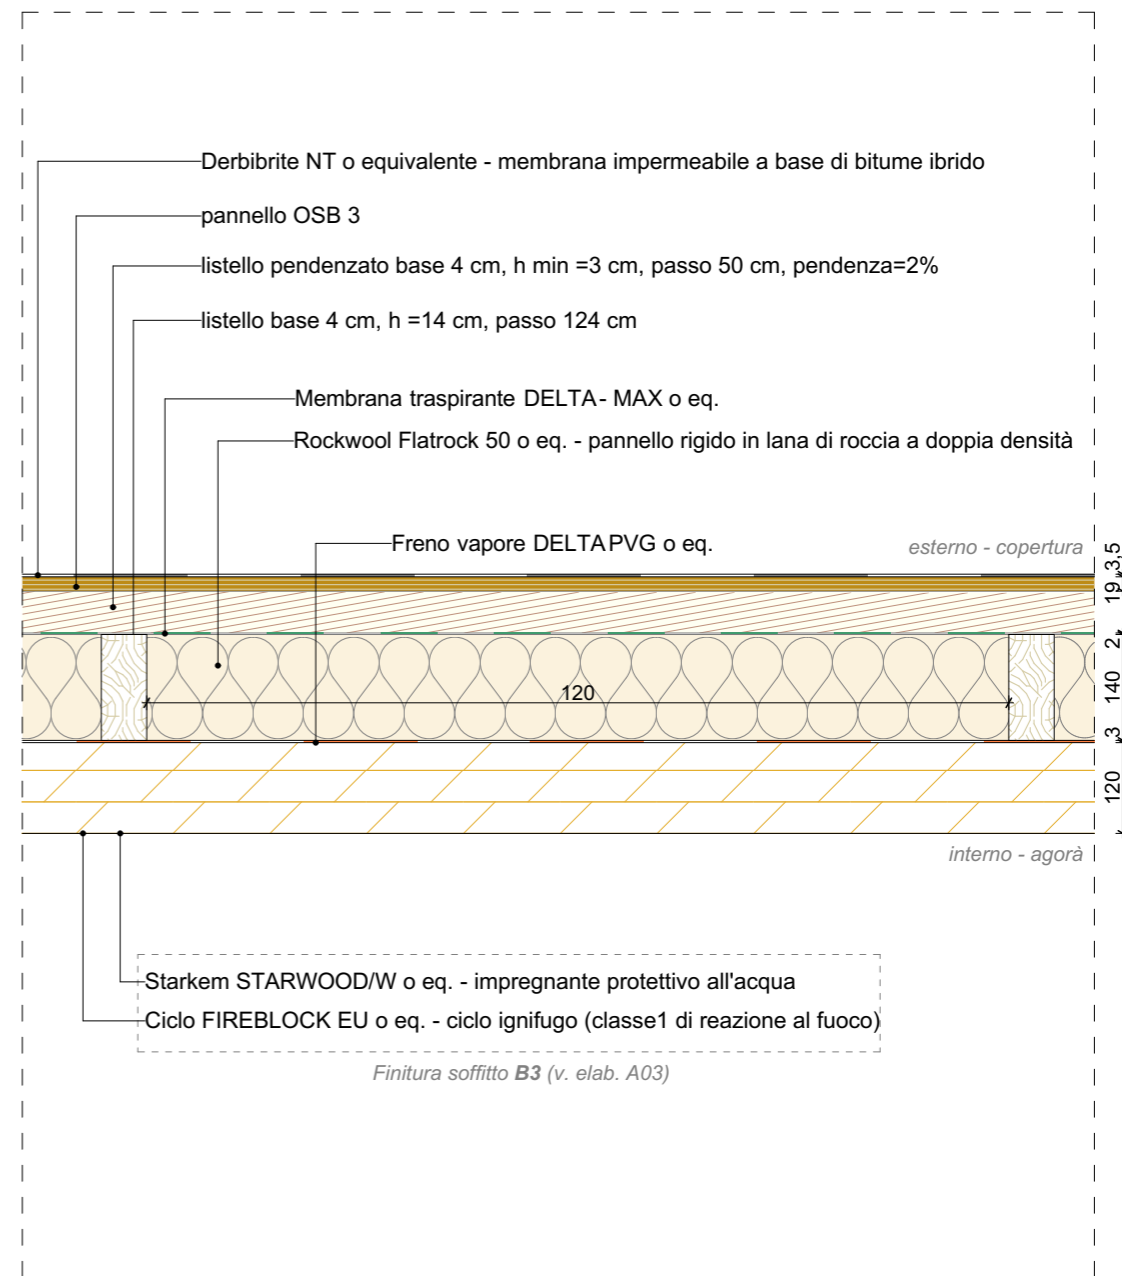 Derbibrite NT o equivalente - membrana impermeabile a base di bitume ibrido
pannello OSB 3
listello pendenzato base 4 cm, h min =3 cm, passo 50 cm, pendenza=2%
listello base 4 cm, h =14 cm, passo 124 cm
Membrana traspirante DELTA- MAX o eq.
Rockwool Flatrock 50 o eq. - pannello rigido in lana di roccia a doppia densità
Freno vapore DELTA PVG o eq.
esterno - copertura
3,5
19
2
120
140
3
120
interno - agorà
Starkem STARWOOD/W o eq. - impregnante protettivo all'acqua
Ciclo FIREBLOCK EU o eq. - ciclo ignifugo (classe1 di reazione al fuoco)
Finitura soffitto B3 (v. elab. A03)